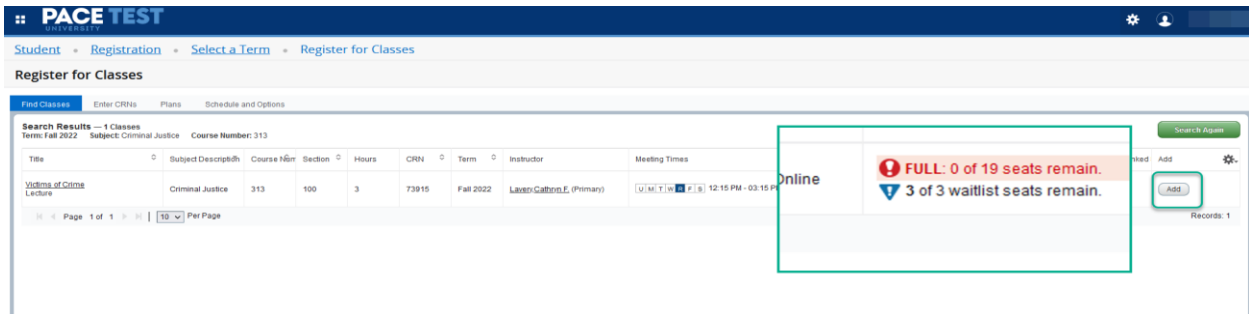 PACE TEST
UNIVERSITY
Student • Registration • Select a Term • Register for Classes
Register for Classes
Find Classes Enter CRNs Plans Schedule and Options
Search Results — 1 Classes
Term: Fall 2022 Subject: Criminal Justice Course Number: 313
Search Again
Title Subject Description Course Num Section Hours CRN Term Instructor Meeting Times nked Add
Victims of Crime
Lecture
Criminal Justice 313 100 3 73915 Fall 2022 Laven, Cathryn F. (Primary) U M T W R F S 12:15 PM - 03:15 P
Online
FULL: 0 of 19 seats remain.
3 of 3 waitlist seats remain.
Add
Page 1 of 1 10 Per Page Records: 1